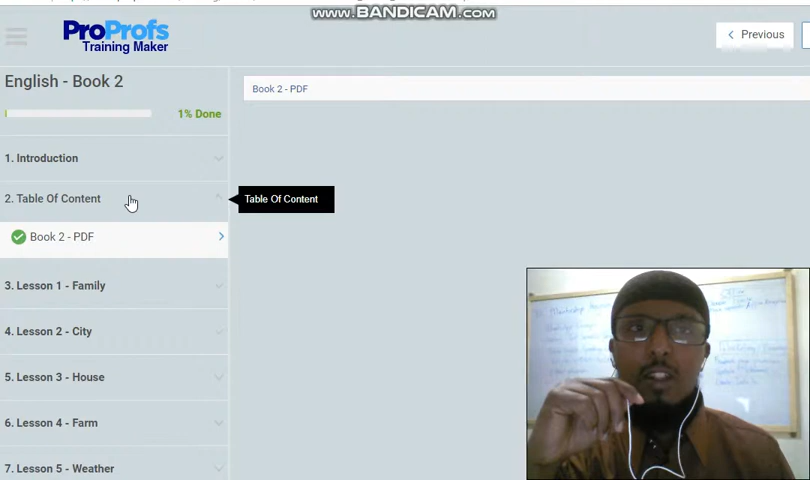 www.BANDICAM.com
ProProfs
Training Maker
Previous
English - Book 2
1% Done
Book 2 - PDF
1. Introduction
2. Table Of Content
Table Of Content
Book 2 - PDF
3. Lesson 1 - Family
4. Lesson 2 - City
5. Lesson 3 - House
6. Lesson 4 - Farm
7. Lesson 5 - Weather